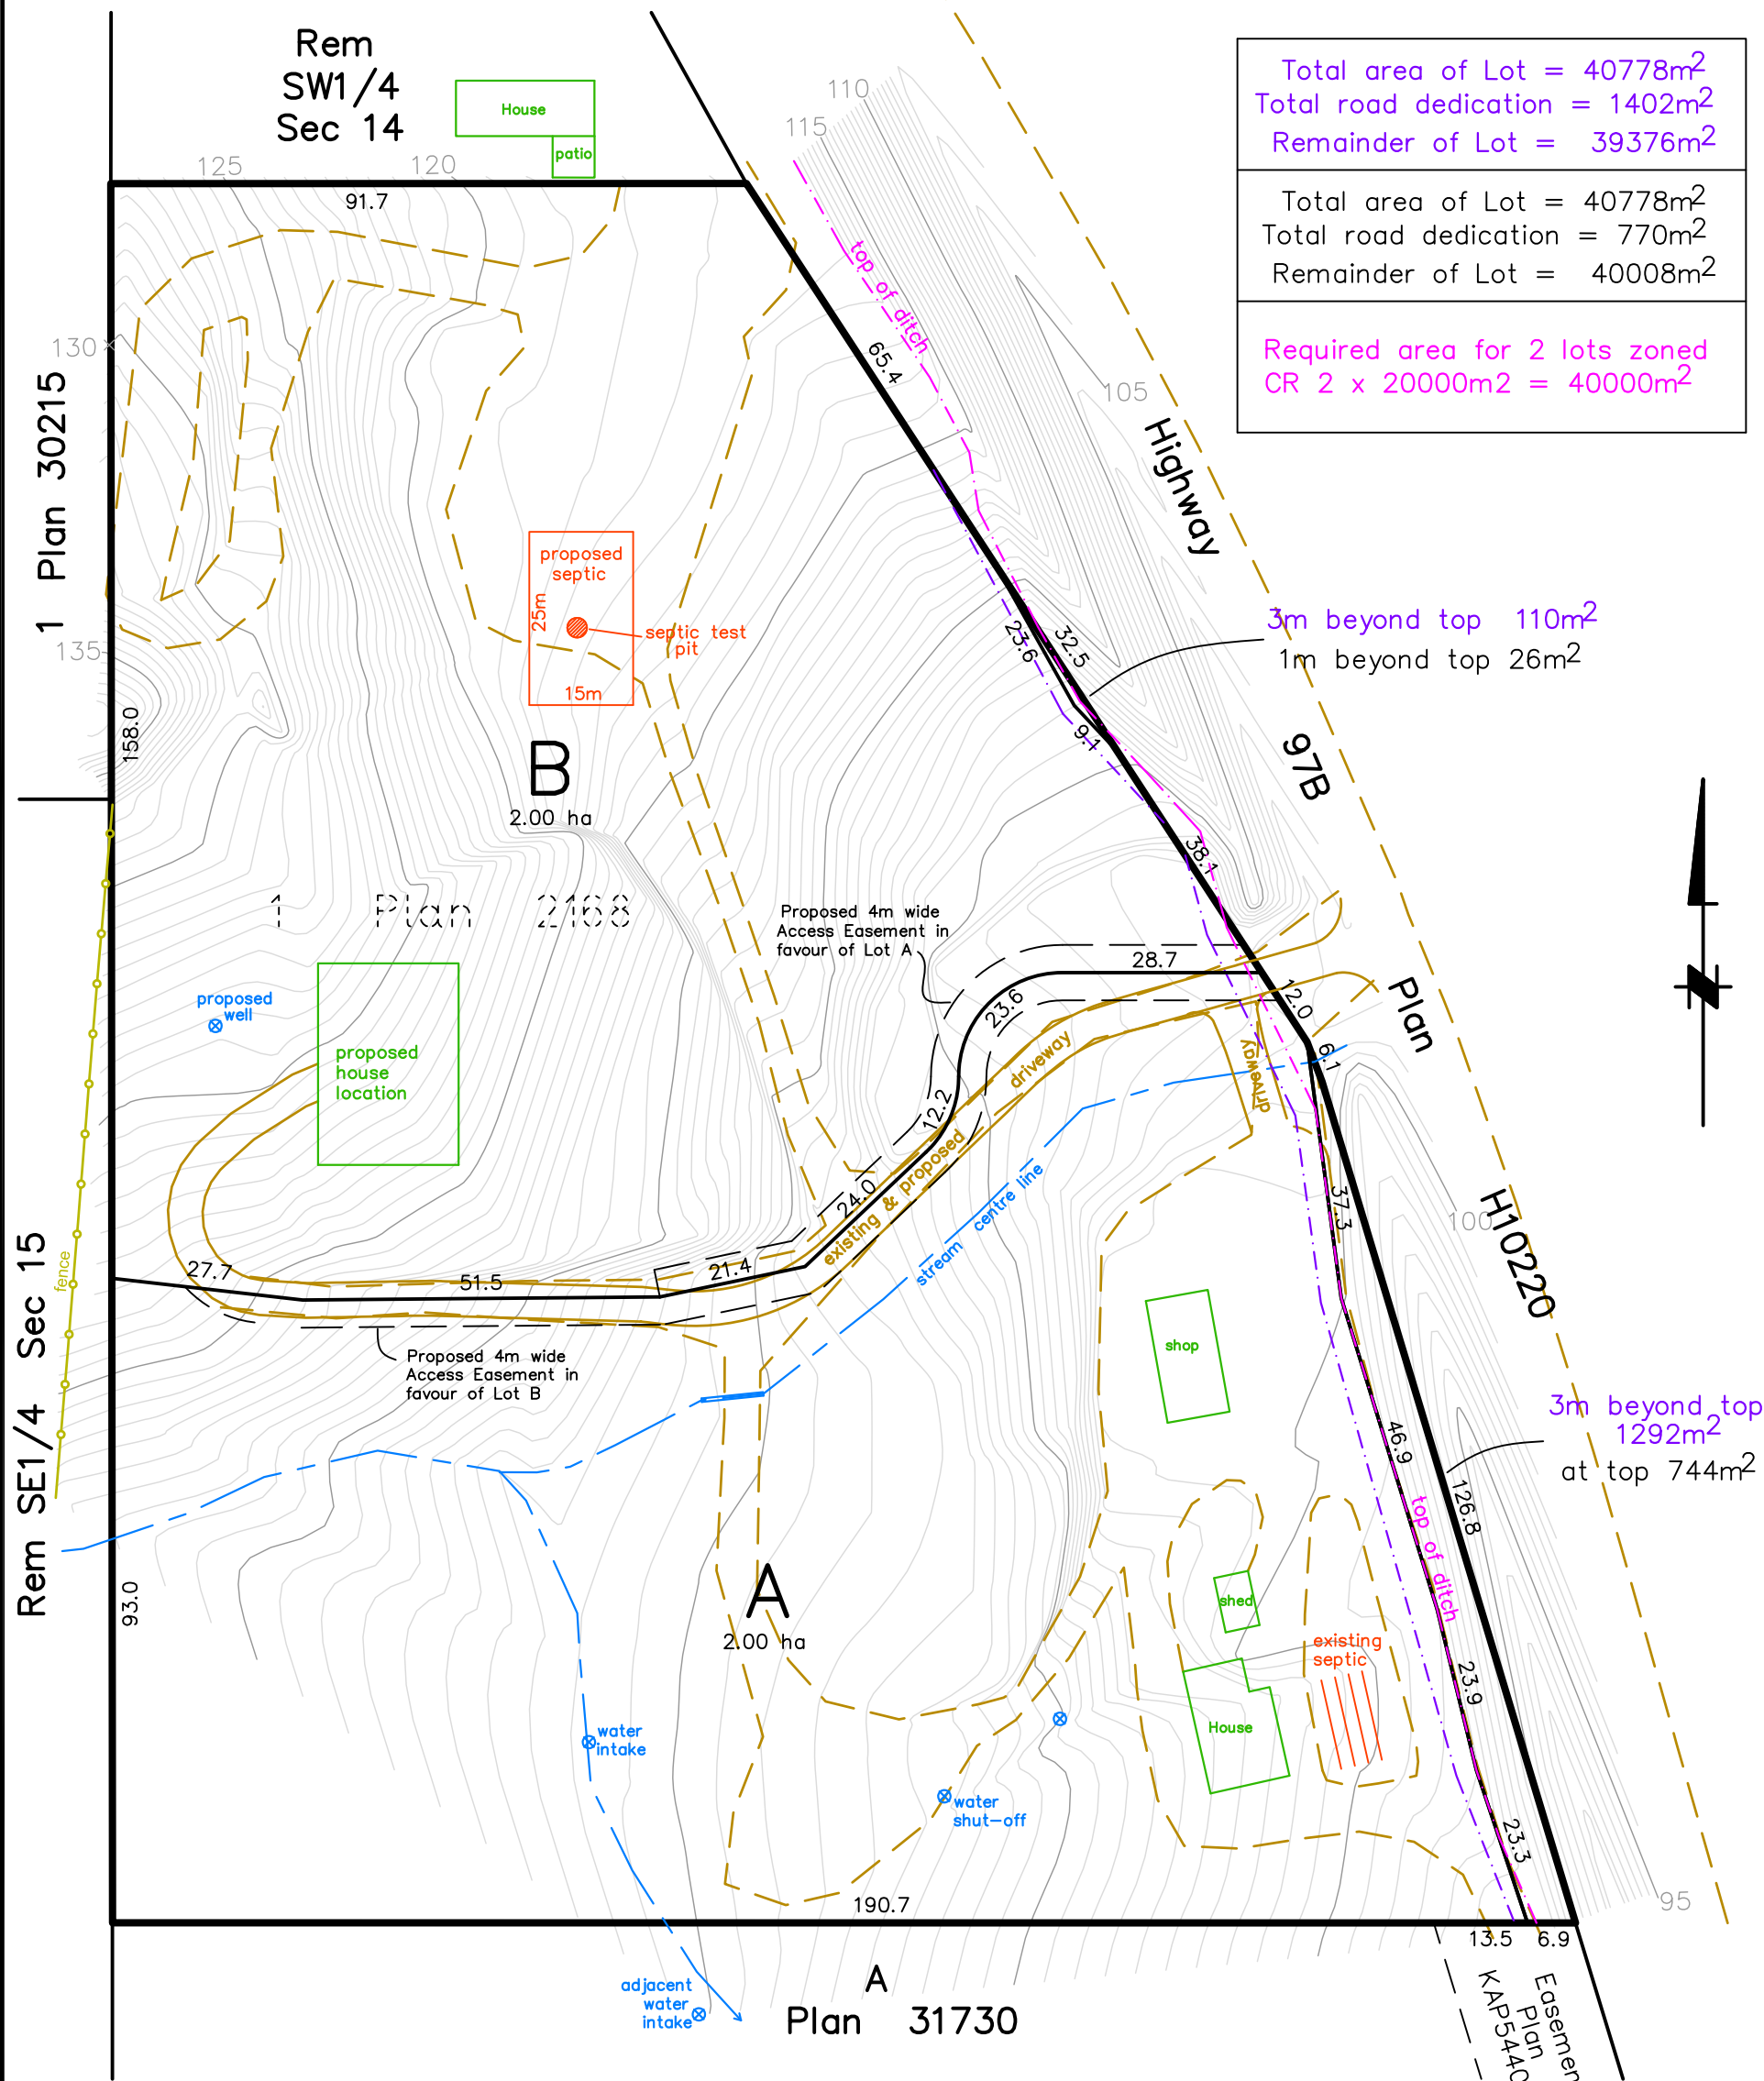 Rem
SW1/4
Sec 14
House
patio
110
115
125
120
91.7
Total area of Lot = 40778m2
Total road dedication = 1402m2
Remainder of Lot = 39376m2
Total area of Lot = 40778m2
Total road dedication = 770m2
Remainder of Lot = 40008m2
Required area for 2 lots zoned
CR 2 x 20000m2 = 40000m2
top of ditch
65.4
130
105
Highway
1 Plan 30215
proposed
septic
25m
septic test
pit
15m
135
158.0
3m beyond top 110m2
1m beyond top 26m2
32.5
23.6
9.1
97B
B
2.00 ha
38.1
1 Plan 2168
Proposed 4m wide
Access Easement in
favour of Lot A
28.7
23.6
12.0
6.1
Plan
proposed
well
proposed
house
location
driveway
driveway
12.2
24.0
existing & proposed
stream centre line
37.3
100
H10220
Rem SE1/4 Sec 15
fence
27.7
51.5
21.4
Proposed 4m wide
Access Easement in
favour of Lot B
shop
3m beyond top
1292m2
at top 744m2
46.9
126.8
top of ditch
93.0
A
2.00 ha
shed
existing
septic
23.9
House
water
intake
water
shut-off
23.3
190.7
95
13.5
6.9
adjacent
water
intake
A
Plan 31730
Easemen
Plan
KAP5440